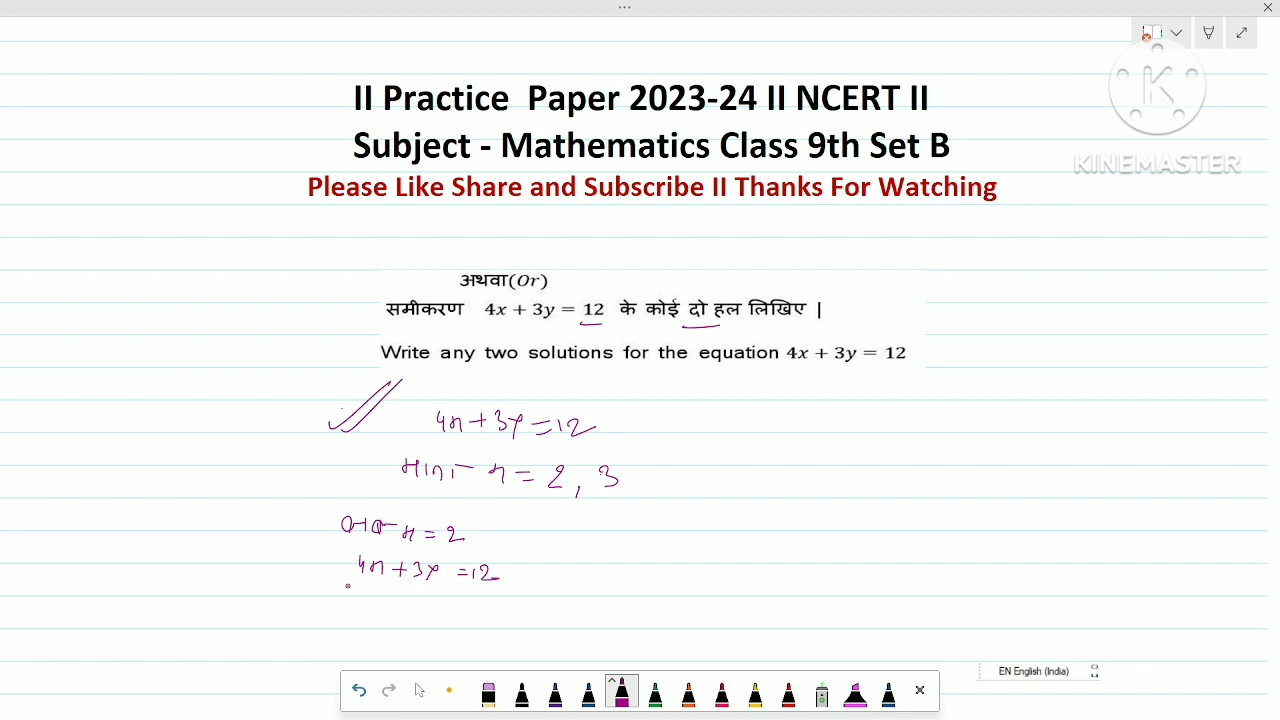 II Practice Paper 2023-24 II NCERT II
Subject - Mathematics Class 9th Set B
Please Like Share and Subscribe II Thanks For Watching
KINEMASTER
अथवा(Or)
समीकरण 4x + 3y = 12 के कोई दो हल लिखिए |
Write any two solutions for the equation 4x + 3y = 12
4x + 3y = 12
माना x = 2, 3
जब x = 2
4x + 3y = 12
EN English (India)